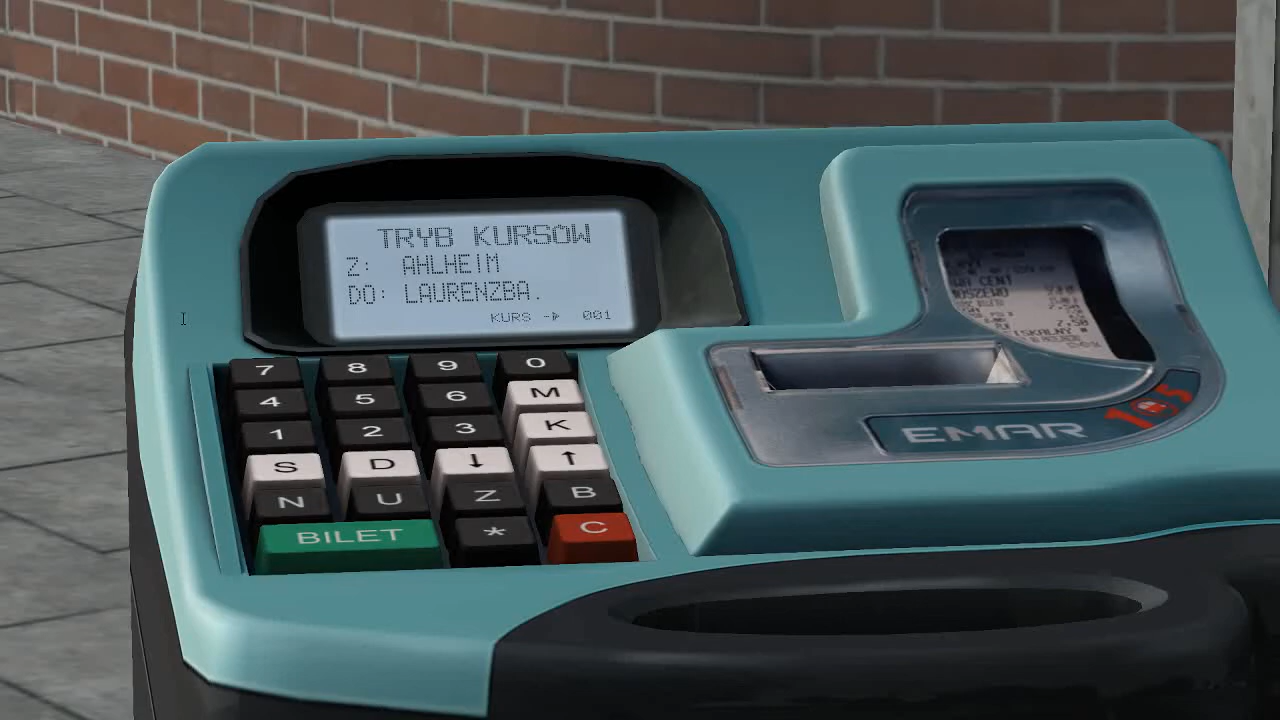 TRYB KURSOW
Z: AHLHEIM
DO: LAURENZBA.
KURS -> 001
7 8 9 0
4 5 6 M
1 2 3 K
S D ↓ ↑
N U Z B
BILET * C
EMAR 105